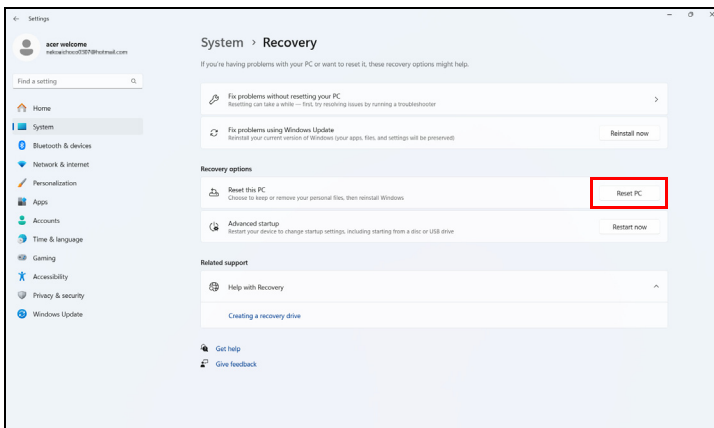 Settings
acer welcome
nekowichoco0307@hotmail.com
Find a setting
Home
System
Bluetooth & devices
Network & internet
Personalization
Apps
Accounts
Time & language
Gaming
Accessibility
Privacy & security
Windows Update
System > Recovery
If you're having problems with your PC or want to reset it, these recovery options might help.
Fix problems without resetting your PC
Resetting can take a while — first, try resolving issues by running a troubleshooter
Fix problems using Windows Update
Reinstall your current version of Windows (your apps, files, and settings will be preserved)
Reinstall now
Recovery options
Reset this PC
Choose to keep or remove your personal files, then reinstall Windows
Reset PC
Advanced startup
Restart your device to change startup settings, including starting from a disc or USB drive
Restart now
Related support
Help with Recovery
Creating a recovery drive
Get help
Give feedback